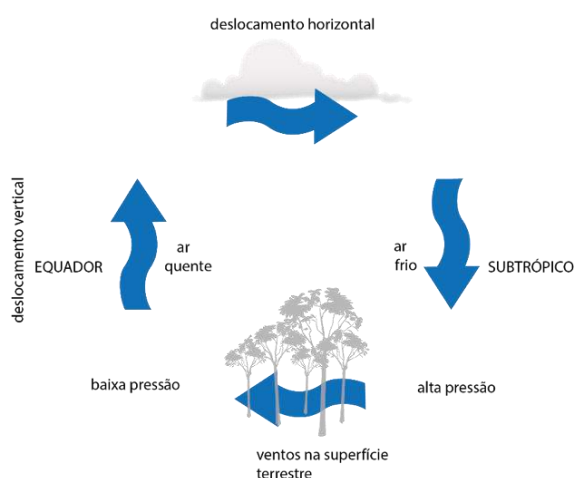 deslocamento horizontal
deslocamento vertical
EQUADOR
ar
quente
ar
frio
SUBTRÓPICO
baixa pressão
alta pressão
ventos na superfície
terrestre